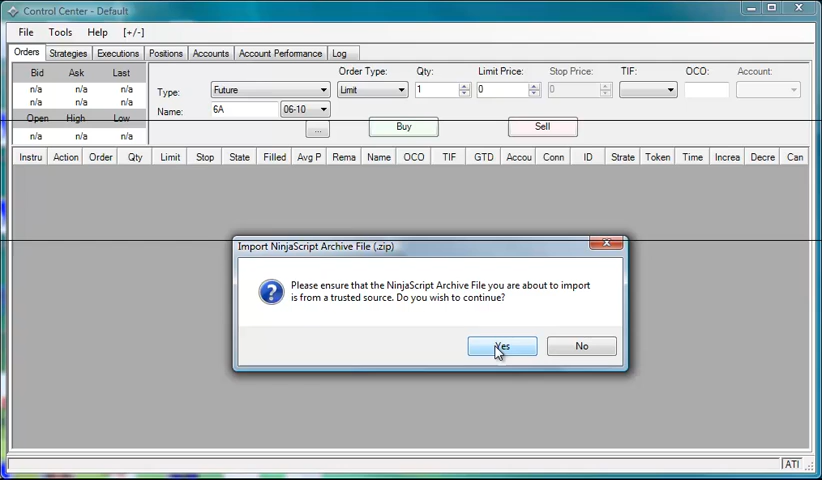 Control Center - Default
File Tools Help [+/-]
Orders Strategies Executions Positions Accounts Account Performance Log
Bid Ask Last
n/a n/a n/a
n/a n/a n/a
Open High Low
n/a n/a n/a
Order Type: Qty: Limit Price: Stop Price: TIF: OCO: Account:
Type: Future Limit 1 0 0
Name: 6A 06-10
...
Buy Sell
Instru Action Order Qty Limit Stop State Filled Avg P Rema Name OCO TIF GTD Accou Conn ID Strate Token Time Increa Decre Can
Import NinjaScript Archive File (.zip)
Please ensure that the NinjaScript Archive File you are about to import
is from a trusted source. Do you wish to continue?
Yes No
ATI